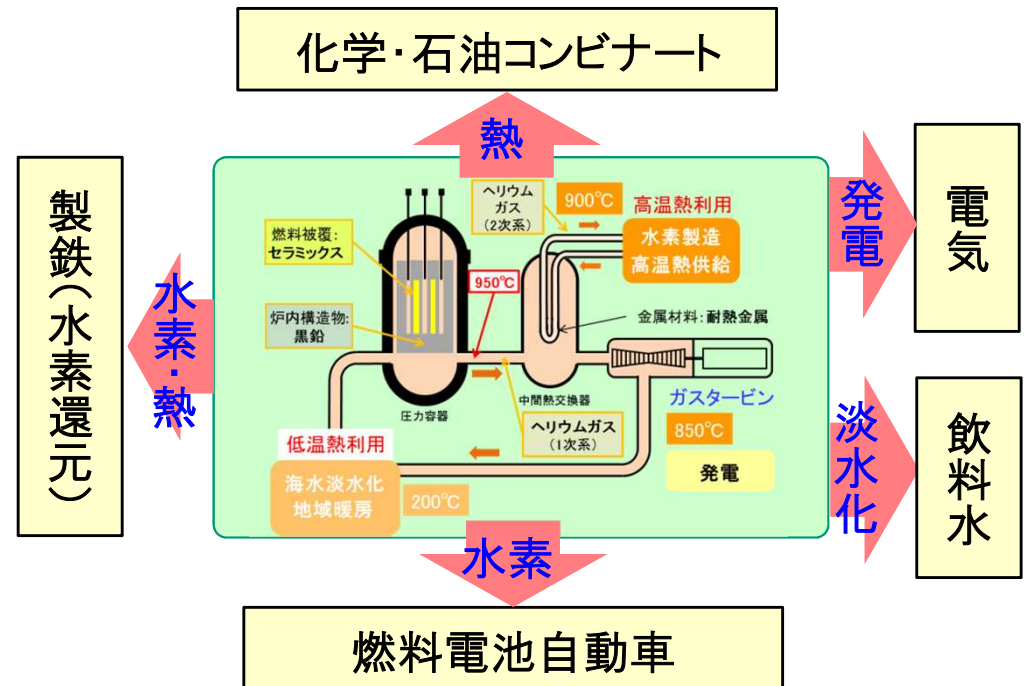 化学・石油コンビナート
熱
製鉄(水素還元)
水素・熱
燃料被覆:
セラミックス
炉内構造物:
黒鉛
圧力容器
950℃
ヘリウム
ガス
(2次系)
900℃
高温熱利用
水素製造
高温熱供給
金属材料:耐熱金属
中間熱交換器
ヘリウムガス
(1次系)
ガスタービン
850℃
発電
低温熱利用
海水淡水化
地域暖房
200℃
発電
電気
淡水化
飲料水
水素
燃料電池自動車